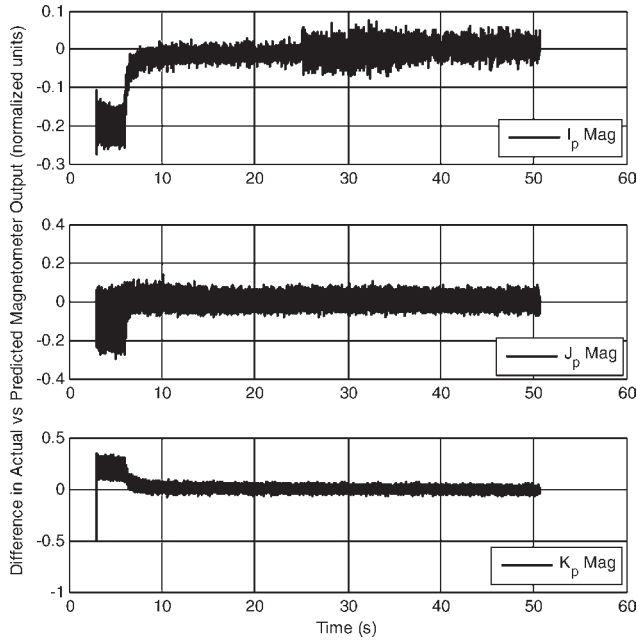 Difference in Actual vs Predicted Magnetometer Output (normalized units)
0.1
0
-0.1
-0.2
-0.3
0 10 20 30 40 50 60
I_p Mag
0.4
0.2
0
-0.2
-0.4
0 10 20 30 40 50 60
J_p Mag
0.5
0
-0.5
-1
0 10 20 30 40 50 60
K_p Mag
Time (s)